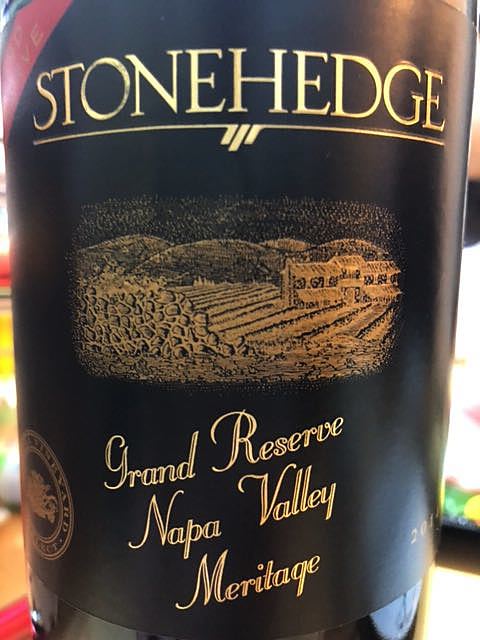 STONEHEDGE
Grand Reserve
Napa Valley
Meritage